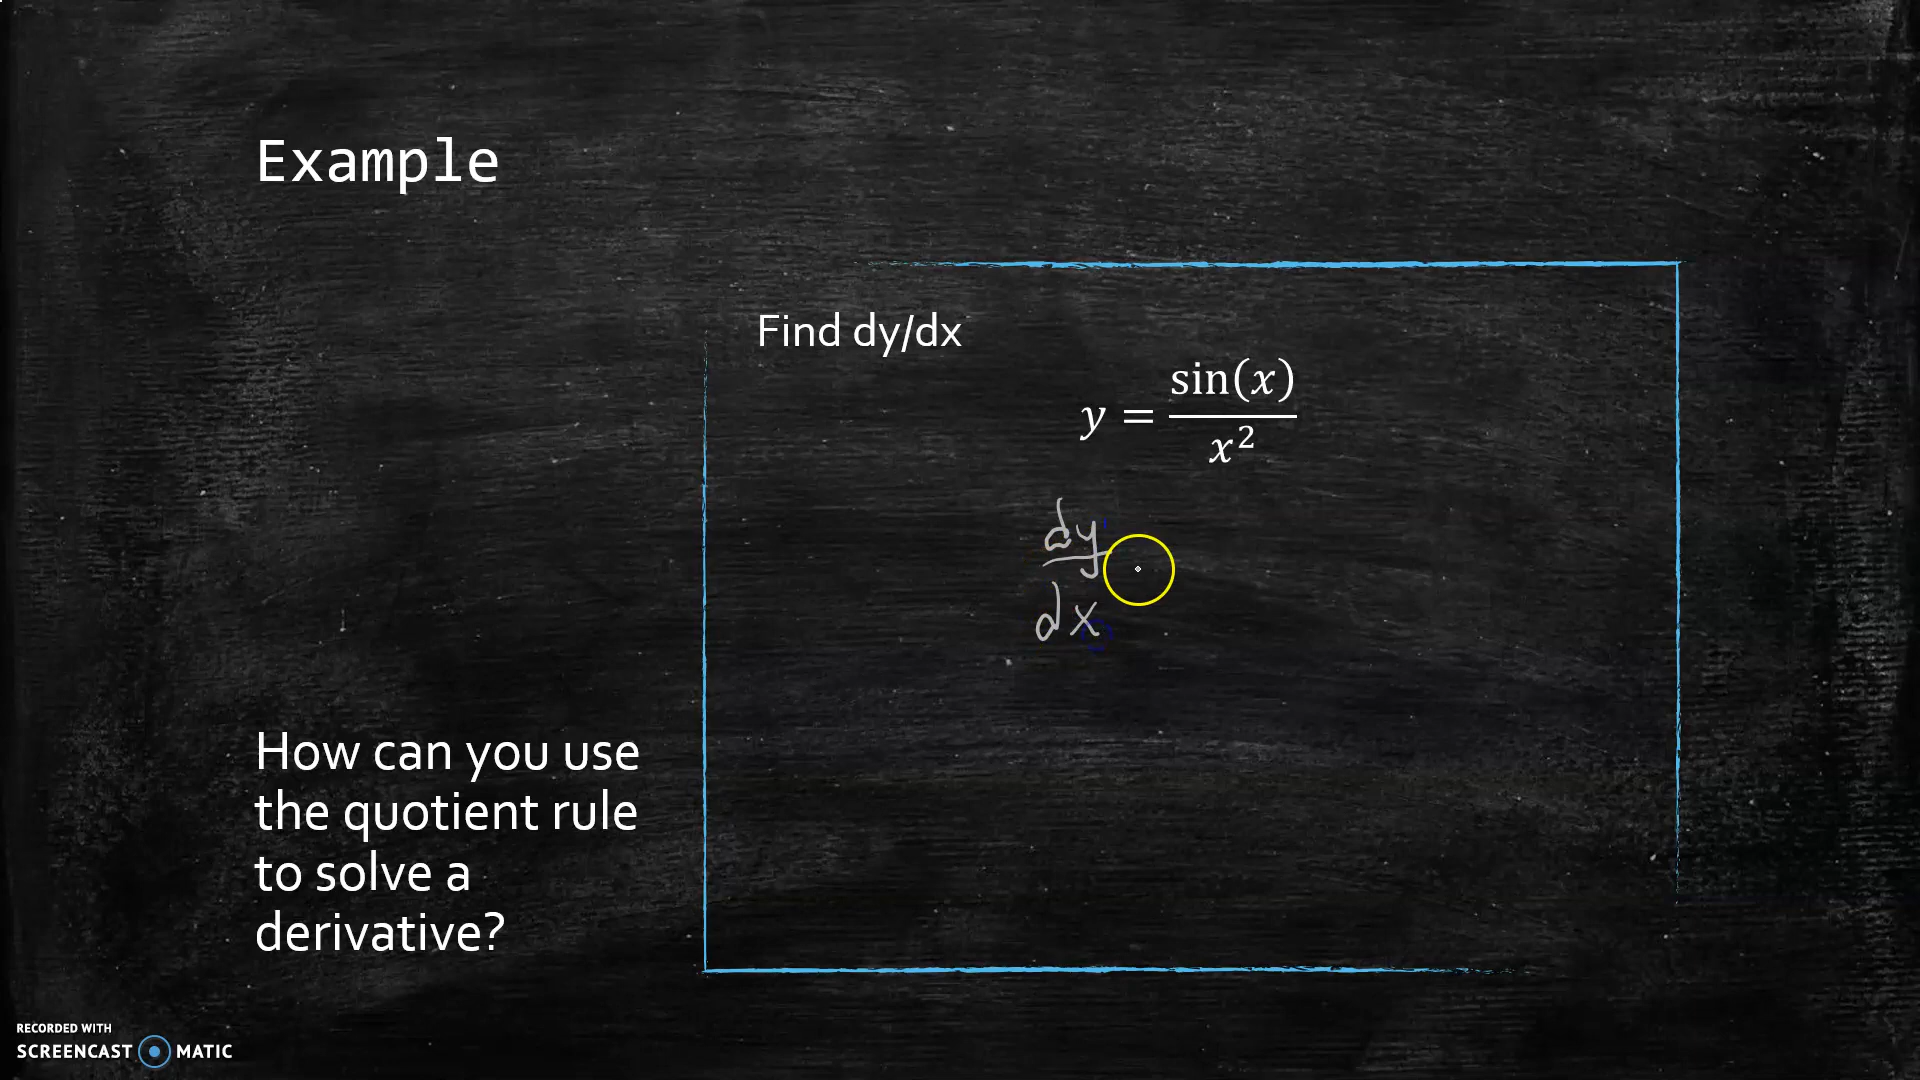 Example
Find dy/dx
y = sin(x)/x²
dy
dx
How can you use
the quotient rule
to solve a
derivative?
RECORDED WITH
SCREENCAST MATIC